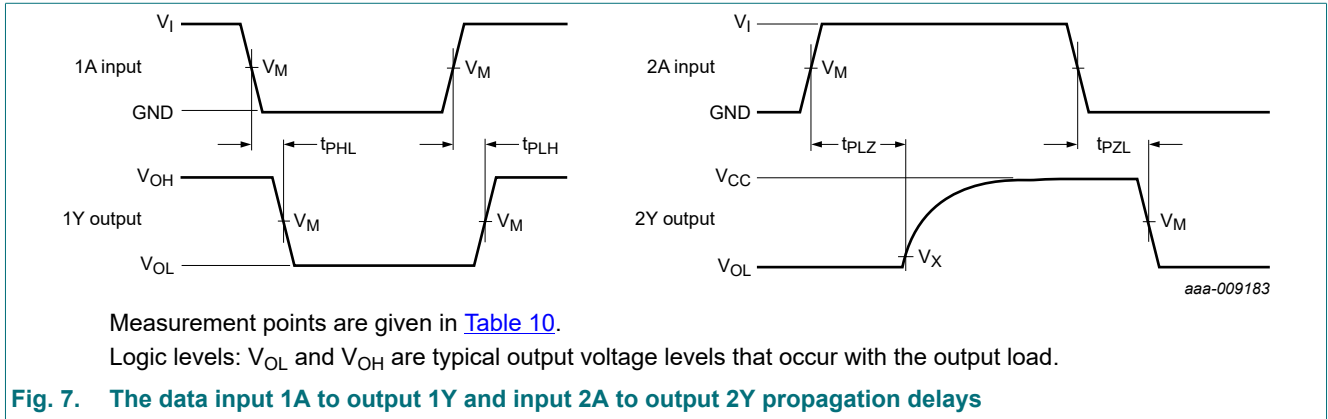 V_I
1A input
V_M
V_M
GND
t_PHL
t_PLH
V_OH
1Y output
V_M
V_M
V_OL
V_I
2A input
V_M
GND
t_PLZ
t_PZL
V_CC
2Y output
V_M
V_X
V_OL
aaa-009183
Measurement points are given in Table 10.
Logic levels: V_OL and V_OH are typical output voltage levels that occur with the output load.
Fig. 7. The data input 1A to output 1Y and input 2A to output 2Y propagation delays